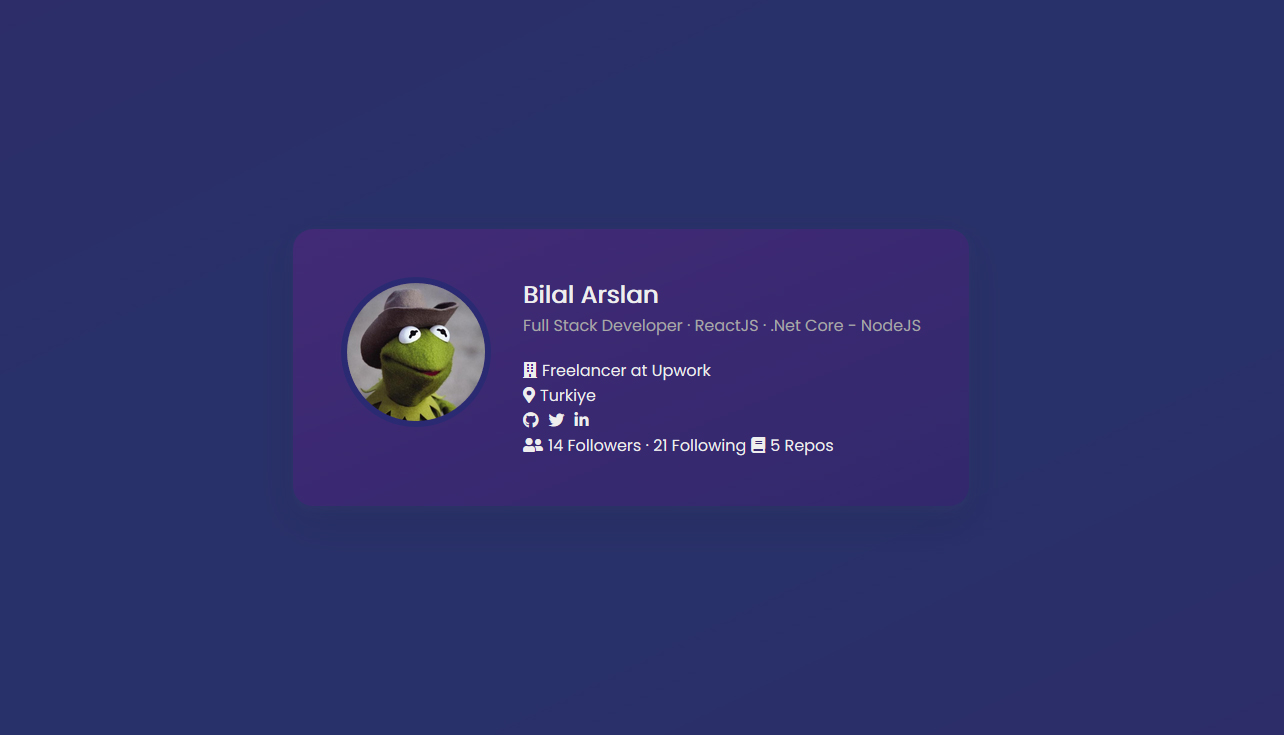 Bilal Arslan
Full Stack Developer · ReactJS · .Net Core - NodeJS
Freelancer at Upwork
Turkiye
14 Followers · 21 Following 5 Repos